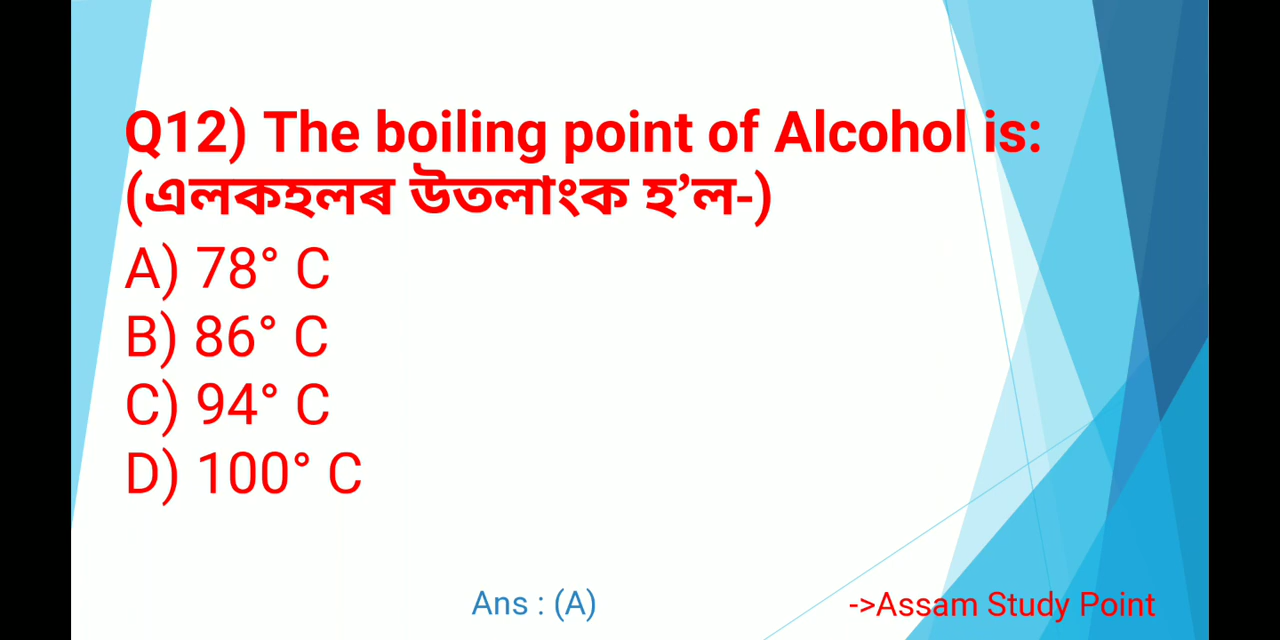 Q12) The boiling point of Alcohol is:
(এলকহলৰ উতলাংক হ’ল-)
A) 78° C
B) 86° C
C) 94° C
D) 100° C
Ans : (A)
->Assam Study Point